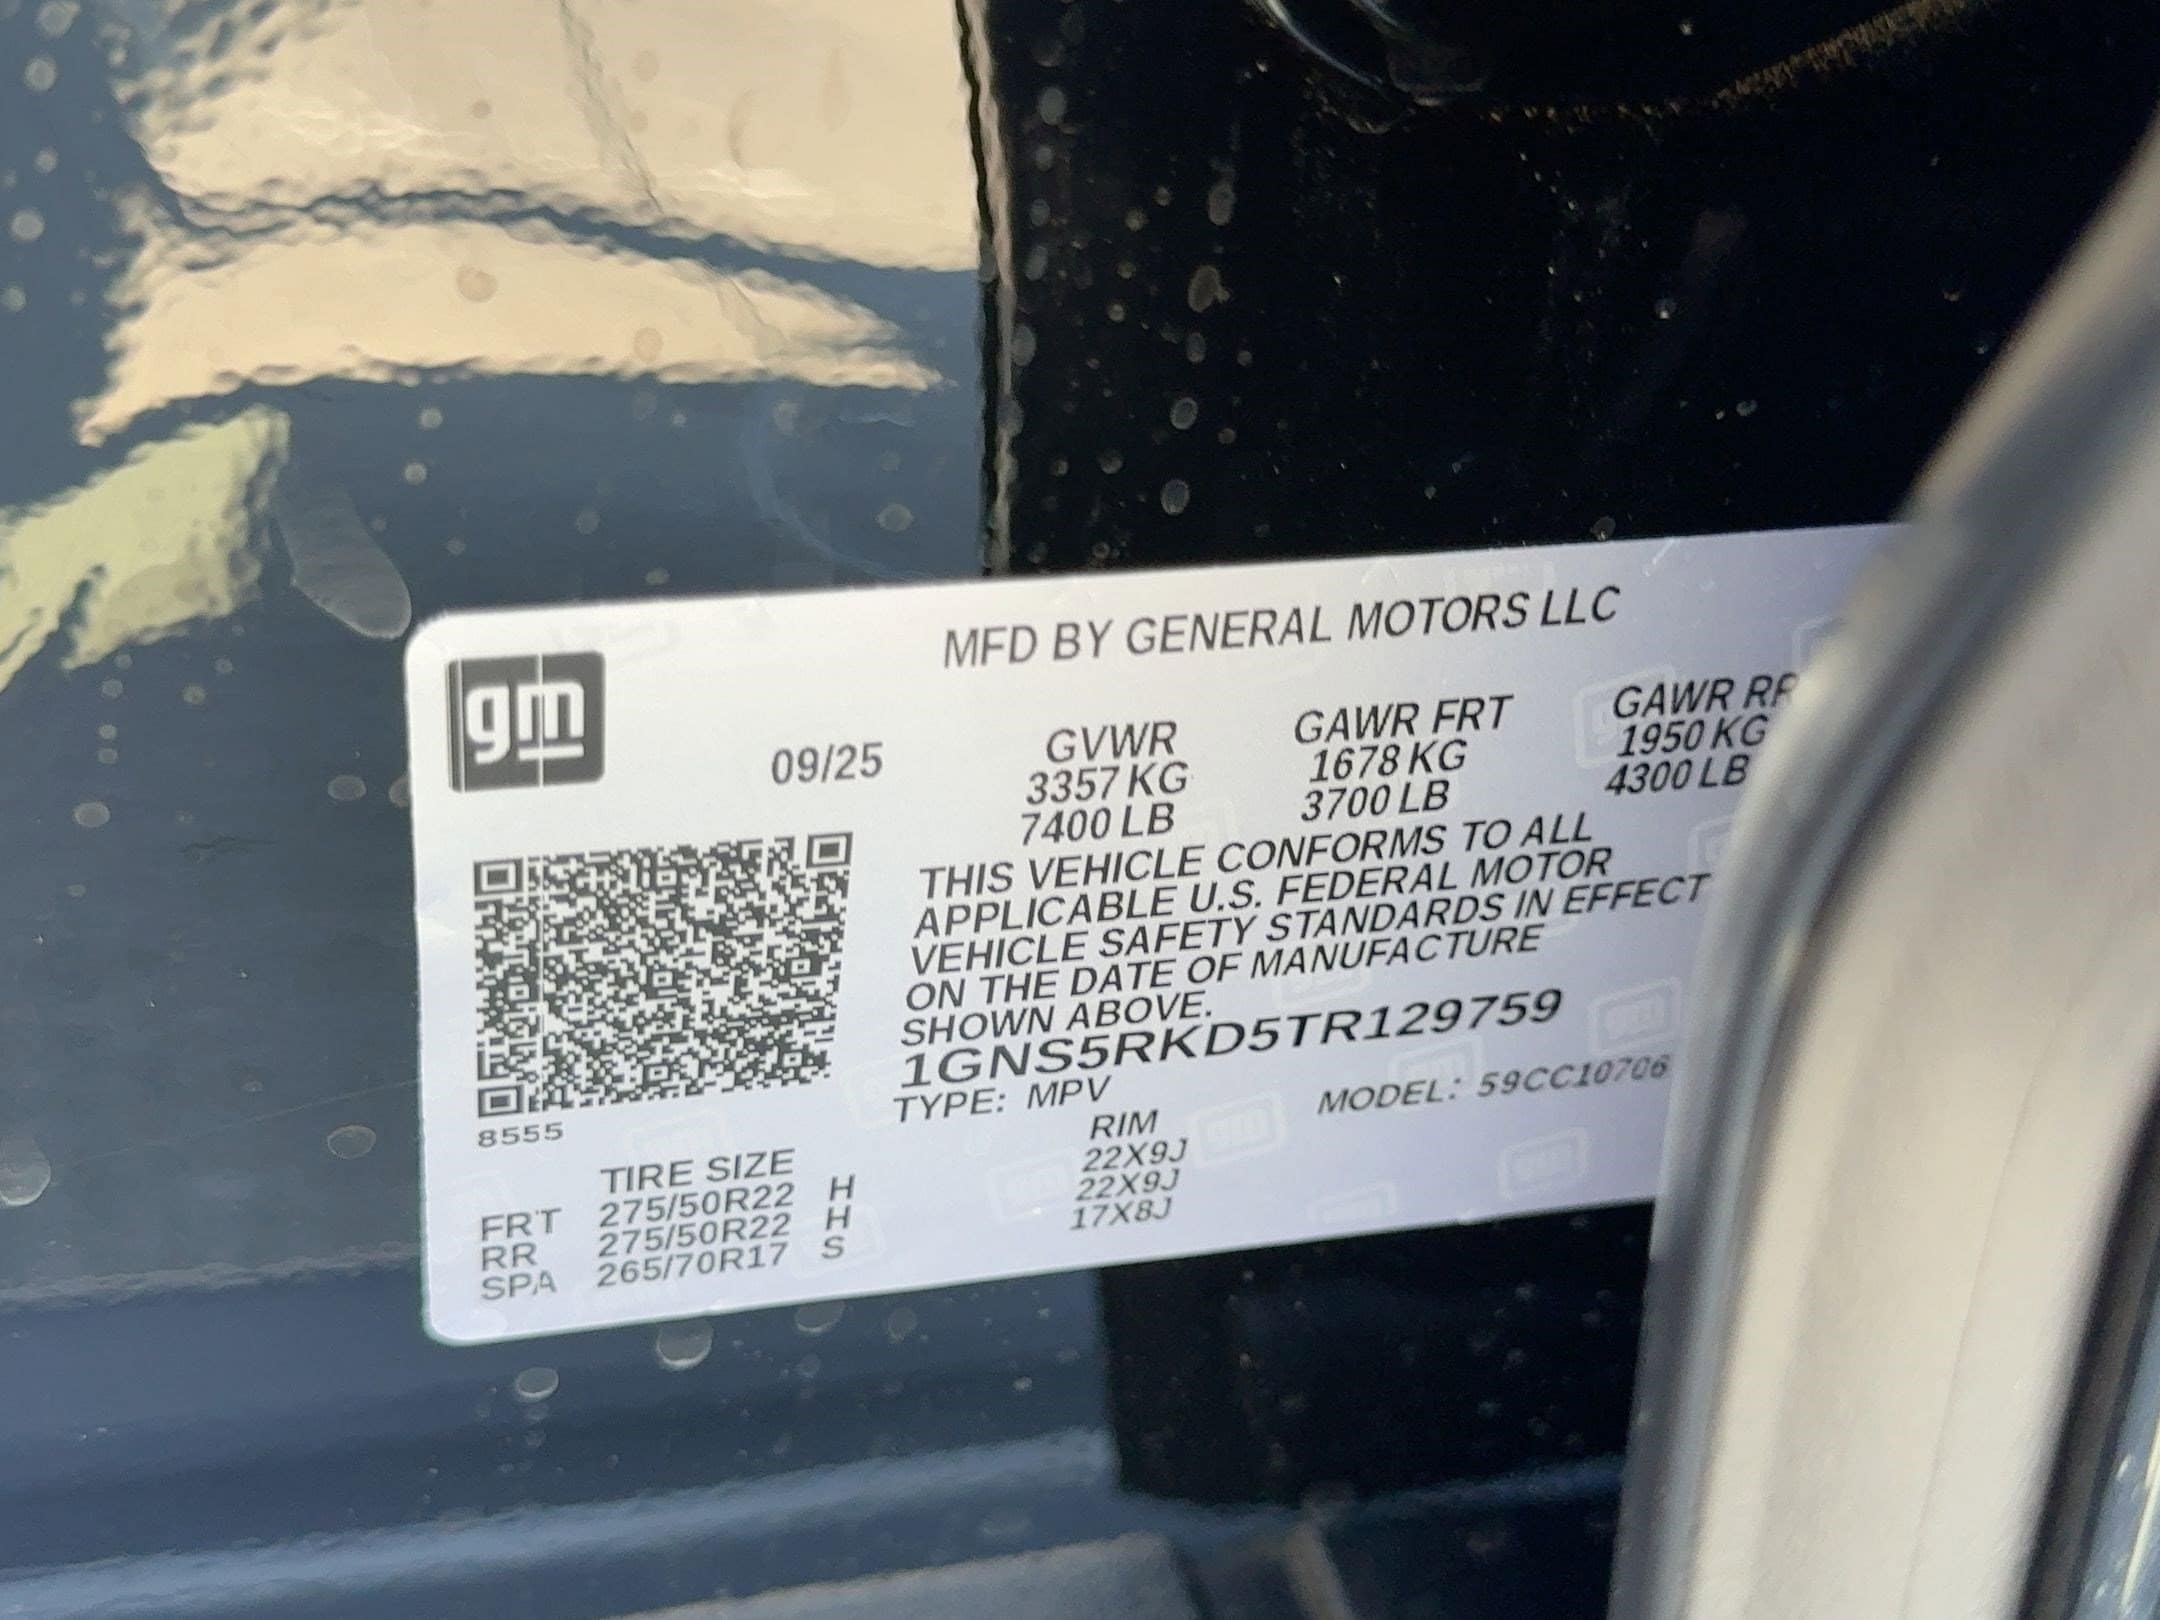 gm
MFD BY GENERAL MOTORS LLC
09/25
GVWR GAWR FRT GAWR RR
3357 KG 1678 KG 1950 KG
7400 LB 3700 LB 4300 LB
THIS VEHICLE CONFORMS TO ALL
APPLICABLE U.S. FEDERAL MOTOR
VEHICLE SAFETY STANDARDS IN EFFECT
ON THE DATE OF MANUFACTURE
SHOWN ABOVE.
1GNS5RKD5TR129759
TYPE: MPV MODEL: 59CC10706
8555
TIRE SIZE RIM
FRT 275/50R22 H 22X9J
RR 275/50R22 H 22X9J
SPA 265/70R17 S 17X8J